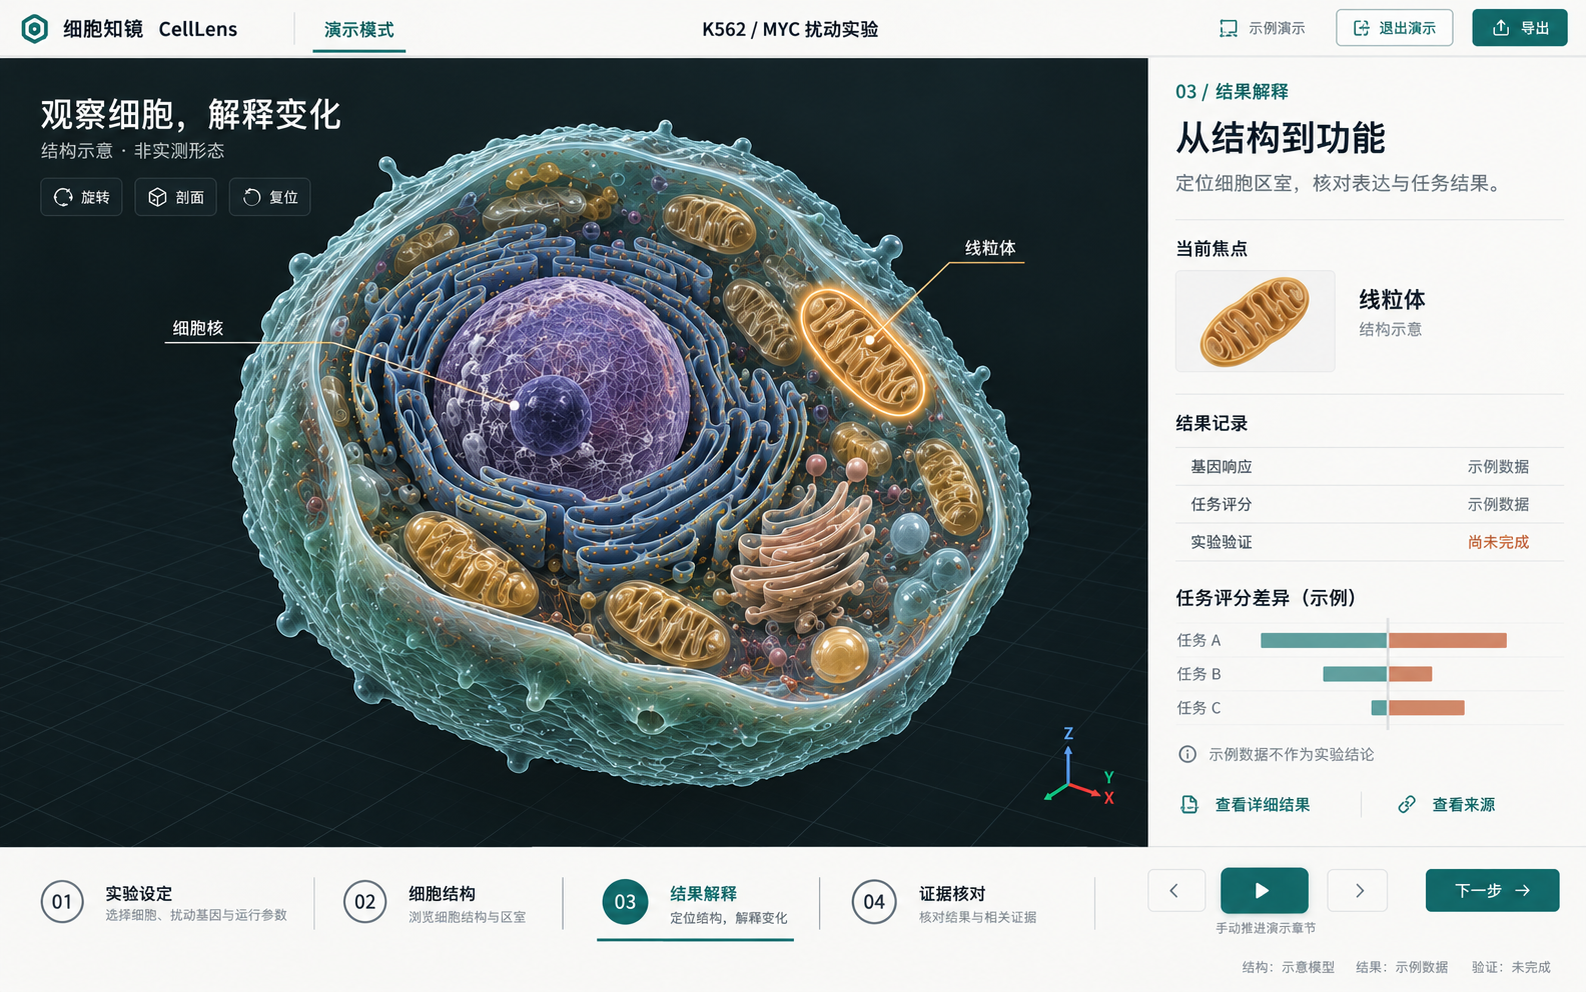 细胞知镜 CellLens
演示模式
K562 / MYC 扰动实验
示例演示
退出演示
导出
观察细胞，解释变化
结构示意 · 非实测形态
旋转
剖面
复位
细胞核
线粒体
Z
Y
X
03 / 结果解释
从结构到功能
定位细胞区室，核对表达与任务结果。
当前焦点
线粒体
结构示意
结果记录
基因响应 示例数据
任务评分 示例数据
实验验证 尚未完成
任务评分差异（示例）
任务 A
任务 B
任务 C
示例数据不作为实验结论
查看详细结果
查看来源
01 实验设定
选择细胞、扰动基因与运行参数
02 细胞结构
浏览细胞结构与区室
03 结果解释
定位结构，解释变化
04 证据核对
核对结果与相关证据
手动推进演示章节
下一步
结构：示意模型 结果：示例数据 验证：未完成